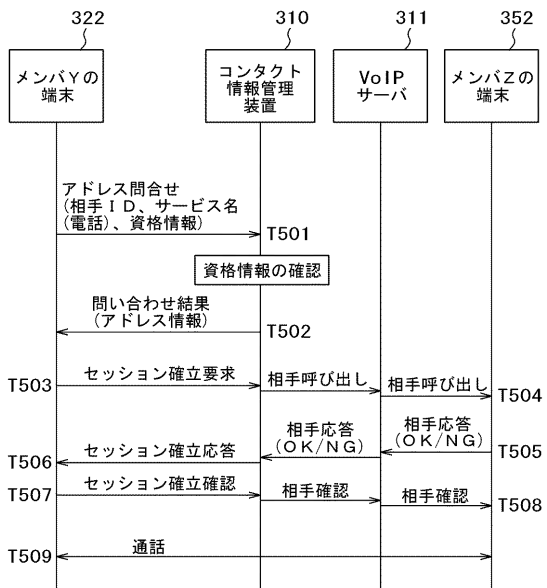 322
310
311
352
メンバYの
端末
コンタクト
情報管理
装置
VoIP
サーバ
メンバZの
端末
アドレス問合せ
(相手ID、サービス名
(電話)、資格情報)
T501
資格情報の確認
問い合わせ結果
(アドレス情報)
T502
T503
セッション確立要求
相手呼び出し
相手呼び出し
T504
相手応答
(OK/NG)
相手応答
(OK/NG)
T505
T506
セッション確立応答
T507
セッション確立確認
相手確認
相手確認
T508
T509
通話